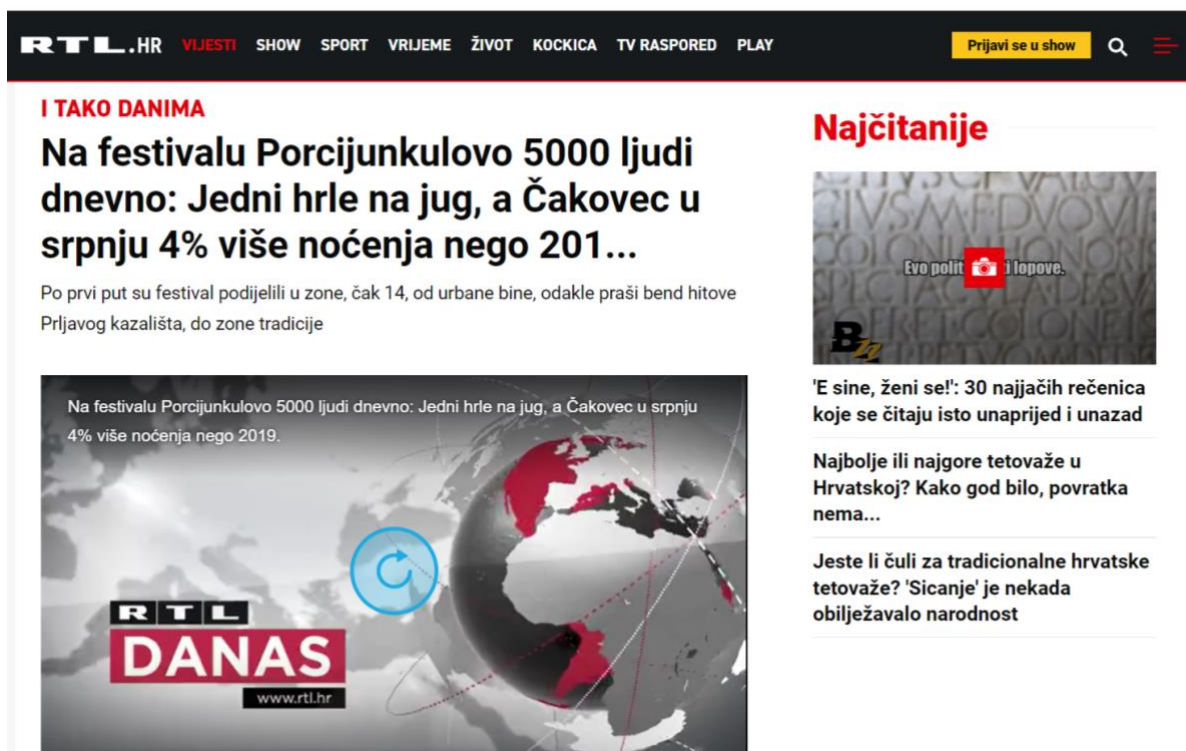 RTL.HR VIJESTI SHOW SPORT VRIJEME ŽIVOT KOCKICA TV RASPORED PLAY Prijavi se u show
I TAKO DANIMA
Na festivalu Porcijunkulovo 5000 ljudi
dnevno: Jedni hrle na jug, a Čakovec u
srpnju 4% više noćenja nego 201...
Po prvi put su festival podijelili u zone, čak 14, od urbane bine, odakle praši bend hitove
Prljavog kazališta, do zone tradicije
Na festivalu Porcijunkulovo 5000 ljudi dnevno: Jedni hrle na jug, a Čakovec u srpnju
4% više noćenja nego 2019.
RTL
DANAS
www.rtl.hr
Najčitanije
Evo polit i lopove.
'E sine, ženi se!': 30 najjačih rečenica
koje se čitaju isto unaprijed i unazad
Najbolje ili najgore tetovaže u
Hrvatskoj? Kako god bilo, povratka
nema...
Jeste li čuli za tradicionalne hrvatske
tetovaže? 'Sicanje' je nekada
obilježavalo narodnost